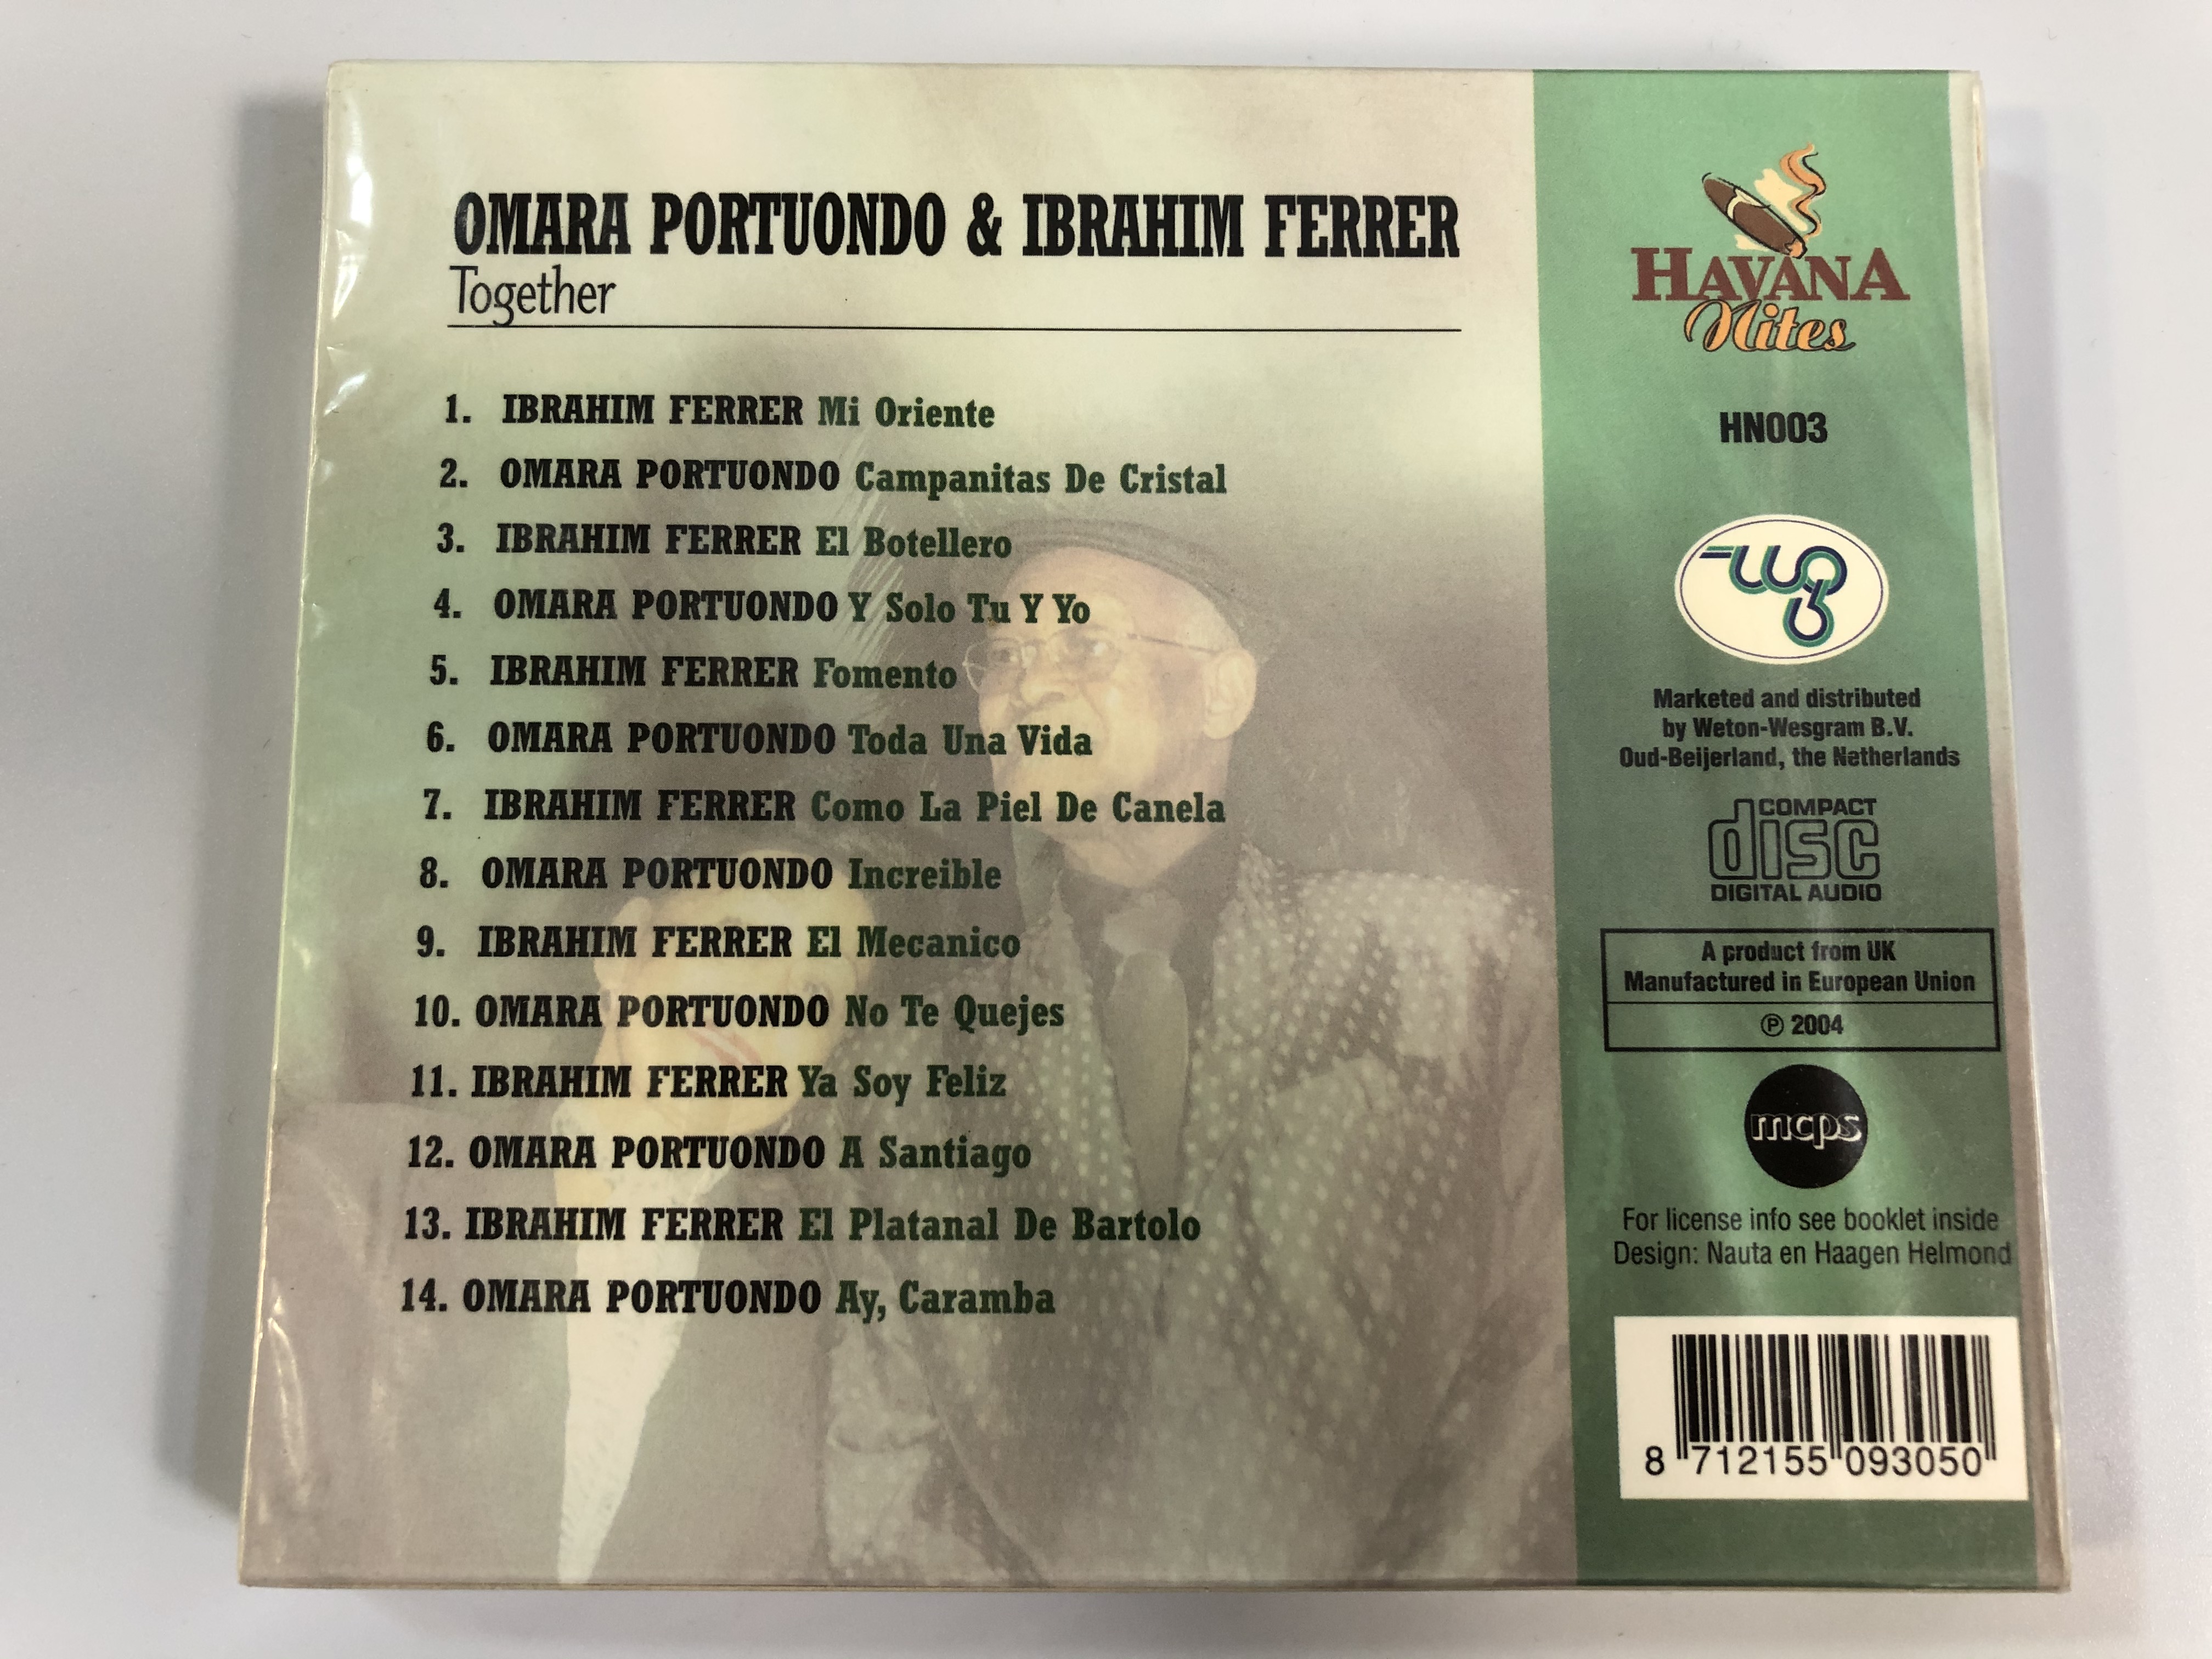 OMARA PORTUONDO & IBRAHIM FERRER
Together
1. IBRAHIM FERRER Mi Oriente
2. OMARA PORTUONDO Campanitas De Cristal
3. IBRAHIM FERRER El Botellero
4. OMARA PORTUONDO Y Solo Tu Y Yo
5. IBRAHIM FERRER Fomento
6. OMARA PORTUONDO Toda Una Vida
7. IBRAHIM FERRER Como La Piel De Canela
8. OMARA PORTUONDO Increible
9. IBRAHIM FERRER El Mecanico
10. OMARA PORTUONDO No Te Quejes
11. IBRAHIM FERRER Ya Soy Feliz
12. OMARA PORTUONDO A Santiago
13. IBRAHIM FERRER El Platanal De Bartolo
14. OMARA PORTUONDO Ay, Caramba
HAVANA
Nites
HN003
Marketed and distributed
by Weton-Wesgram B.V.
Oud-Beijerland, the Netherlands
COMPACT
disc
DIGITAL AUDIO
A product from UK
Manufactured in European Union
℗ 2004
mcps
For license info see booklet inside
Design: Nauta en Haagen Helmond
8 712155 093050